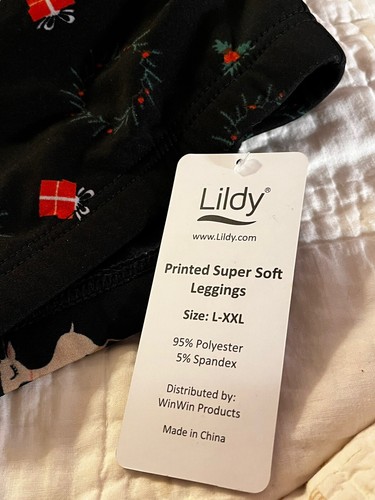 Lildy®
www.Lildy.com
Printed Super Soft
Leggings
Size: L-XXL
95% Polyester
5% Spandex
Distributed by:
WinWin Products
Made in China